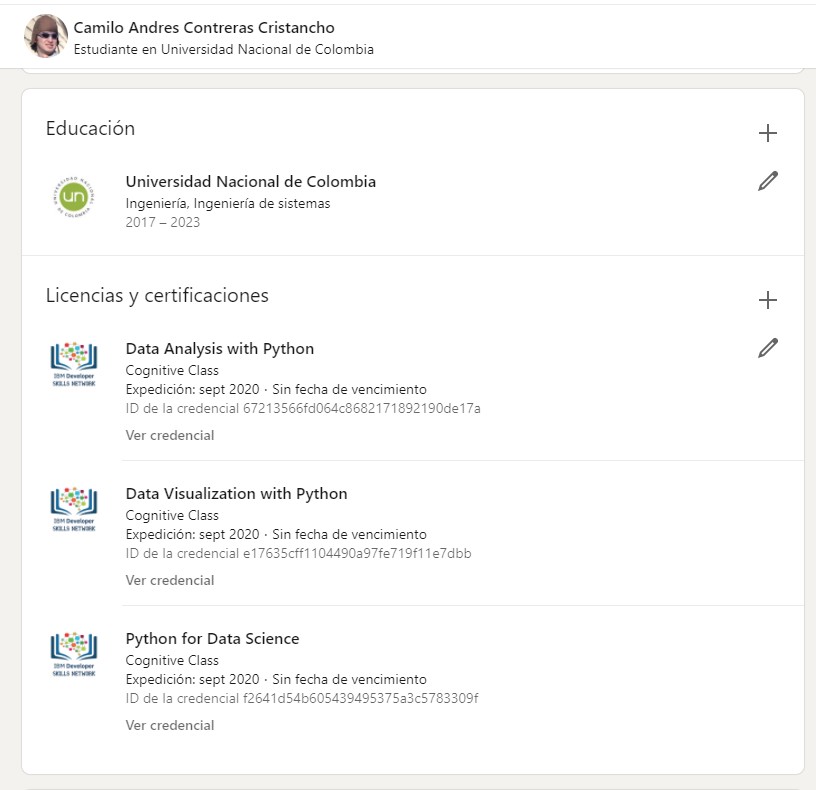 Camilo Andres Contreras Cristancho
Estudiante en Universidad Nacional de Colombia
Educación
UNIVERSIDAD NACIONAL DE COLOMBIA
un
Universidad Nacional de Colombia
Ingeniería, Ingeniería de sistemas
2017 – 2023
Licencias y certificaciones
IBM Developer
SKILLS NETWORK
Data Analysis with Python
Cognitive Class
Expedición: sept 2020 · Sin fecha de vencimiento
ID de la credencial 67213566fd064c8682171892190de17a
Ver credencial
IBM Developer
SKILLS NETWORK
Data Visualization with Python
Cognitive Class
Expedición: sept 2020 · Sin fecha de vencimiento
ID de la credencial e17635cff1104490a97fe719f11e7dbb
Ver credencial
IBM Developer
SKILLS NETWORK
Python for Data Science
Cognitive Class
Expedición: sept 2020 · Sin fecha de vencimiento
ID de la credencial f2641d54b605439495375a3c5783309f
Ver credencial